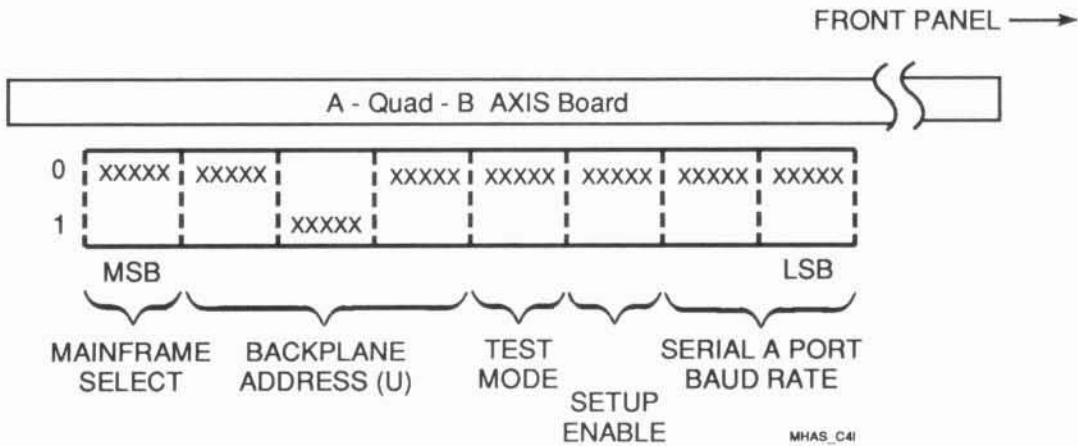 FRONT PANEL
A - Quad - B AXIS Board
0 XXXXX XXXXX XXXXX XXXXX XXXXX XXXXX XXXXX
1 XXXXX
MSB LSB
MAINFRAME SELECT
BACKPLANE ADDRESS (U)
TEST MODE
SETUP ENABLE
SERIAL A PORT BAUD RATE
MHAS_C4I